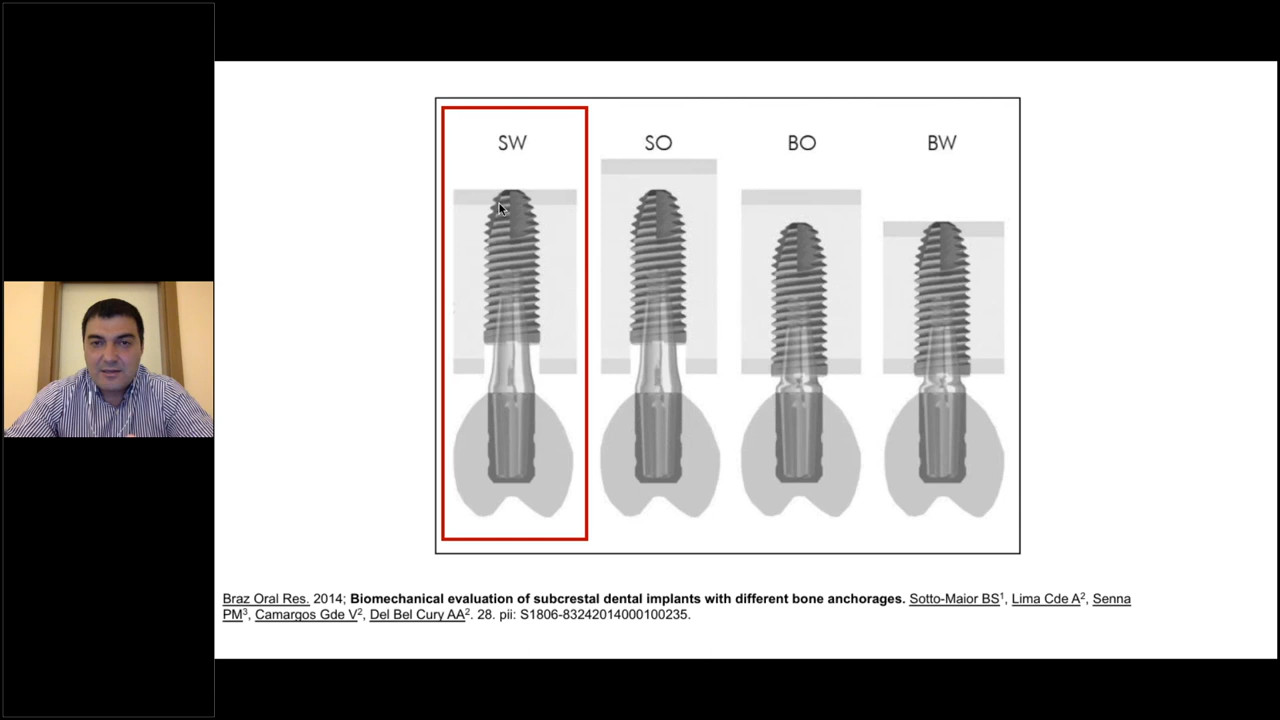 SW SO BO BW
Braz Oral Res. 2014; Biomechanical evaluation of subcrestal dental implants with different bone anchorages. Sotto-Maior BS1, Lima Cde A2, Senna
PM3, Camargos Gde V2, Del Bel Cury AA2. 28. pii: S1806-83242014000100235.